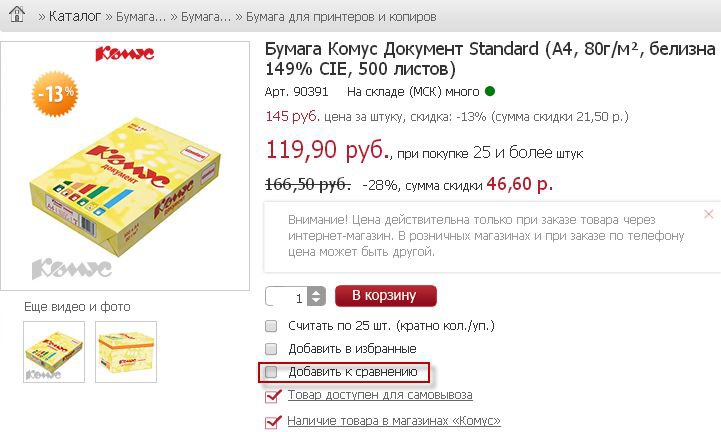 » Каталог » Бумага... » Бумага... » Бумага для принтеров и копиров
Комус
-13%
Комус
документ
Комус
Еще видео и фото
Бумага Комус Документ Standard (A4, 80г/м², белизна
149% CIE, 500 листов)
Арт. 90391 На складе (МСК) много
145 руб. цена за штуку, скидка: -13% (сумма скидки 21,50 р.)
119,90 руб., при покупке 25 и более штук
166,50 руб. -28%, сумма скидки 46,60 р.
Внимание! Цена действительна только при заказе товара через
интернет-магазин. В розничных магазинах и при заказе по телефону
цена может быть другой.
1 В корзину
Считать по 25 шт. (кратно кол./уп.)
Добавить в избранные
Добавить к сравнению
Товар доступен для самовывоза
Наличие товара в магазинах «Комус»